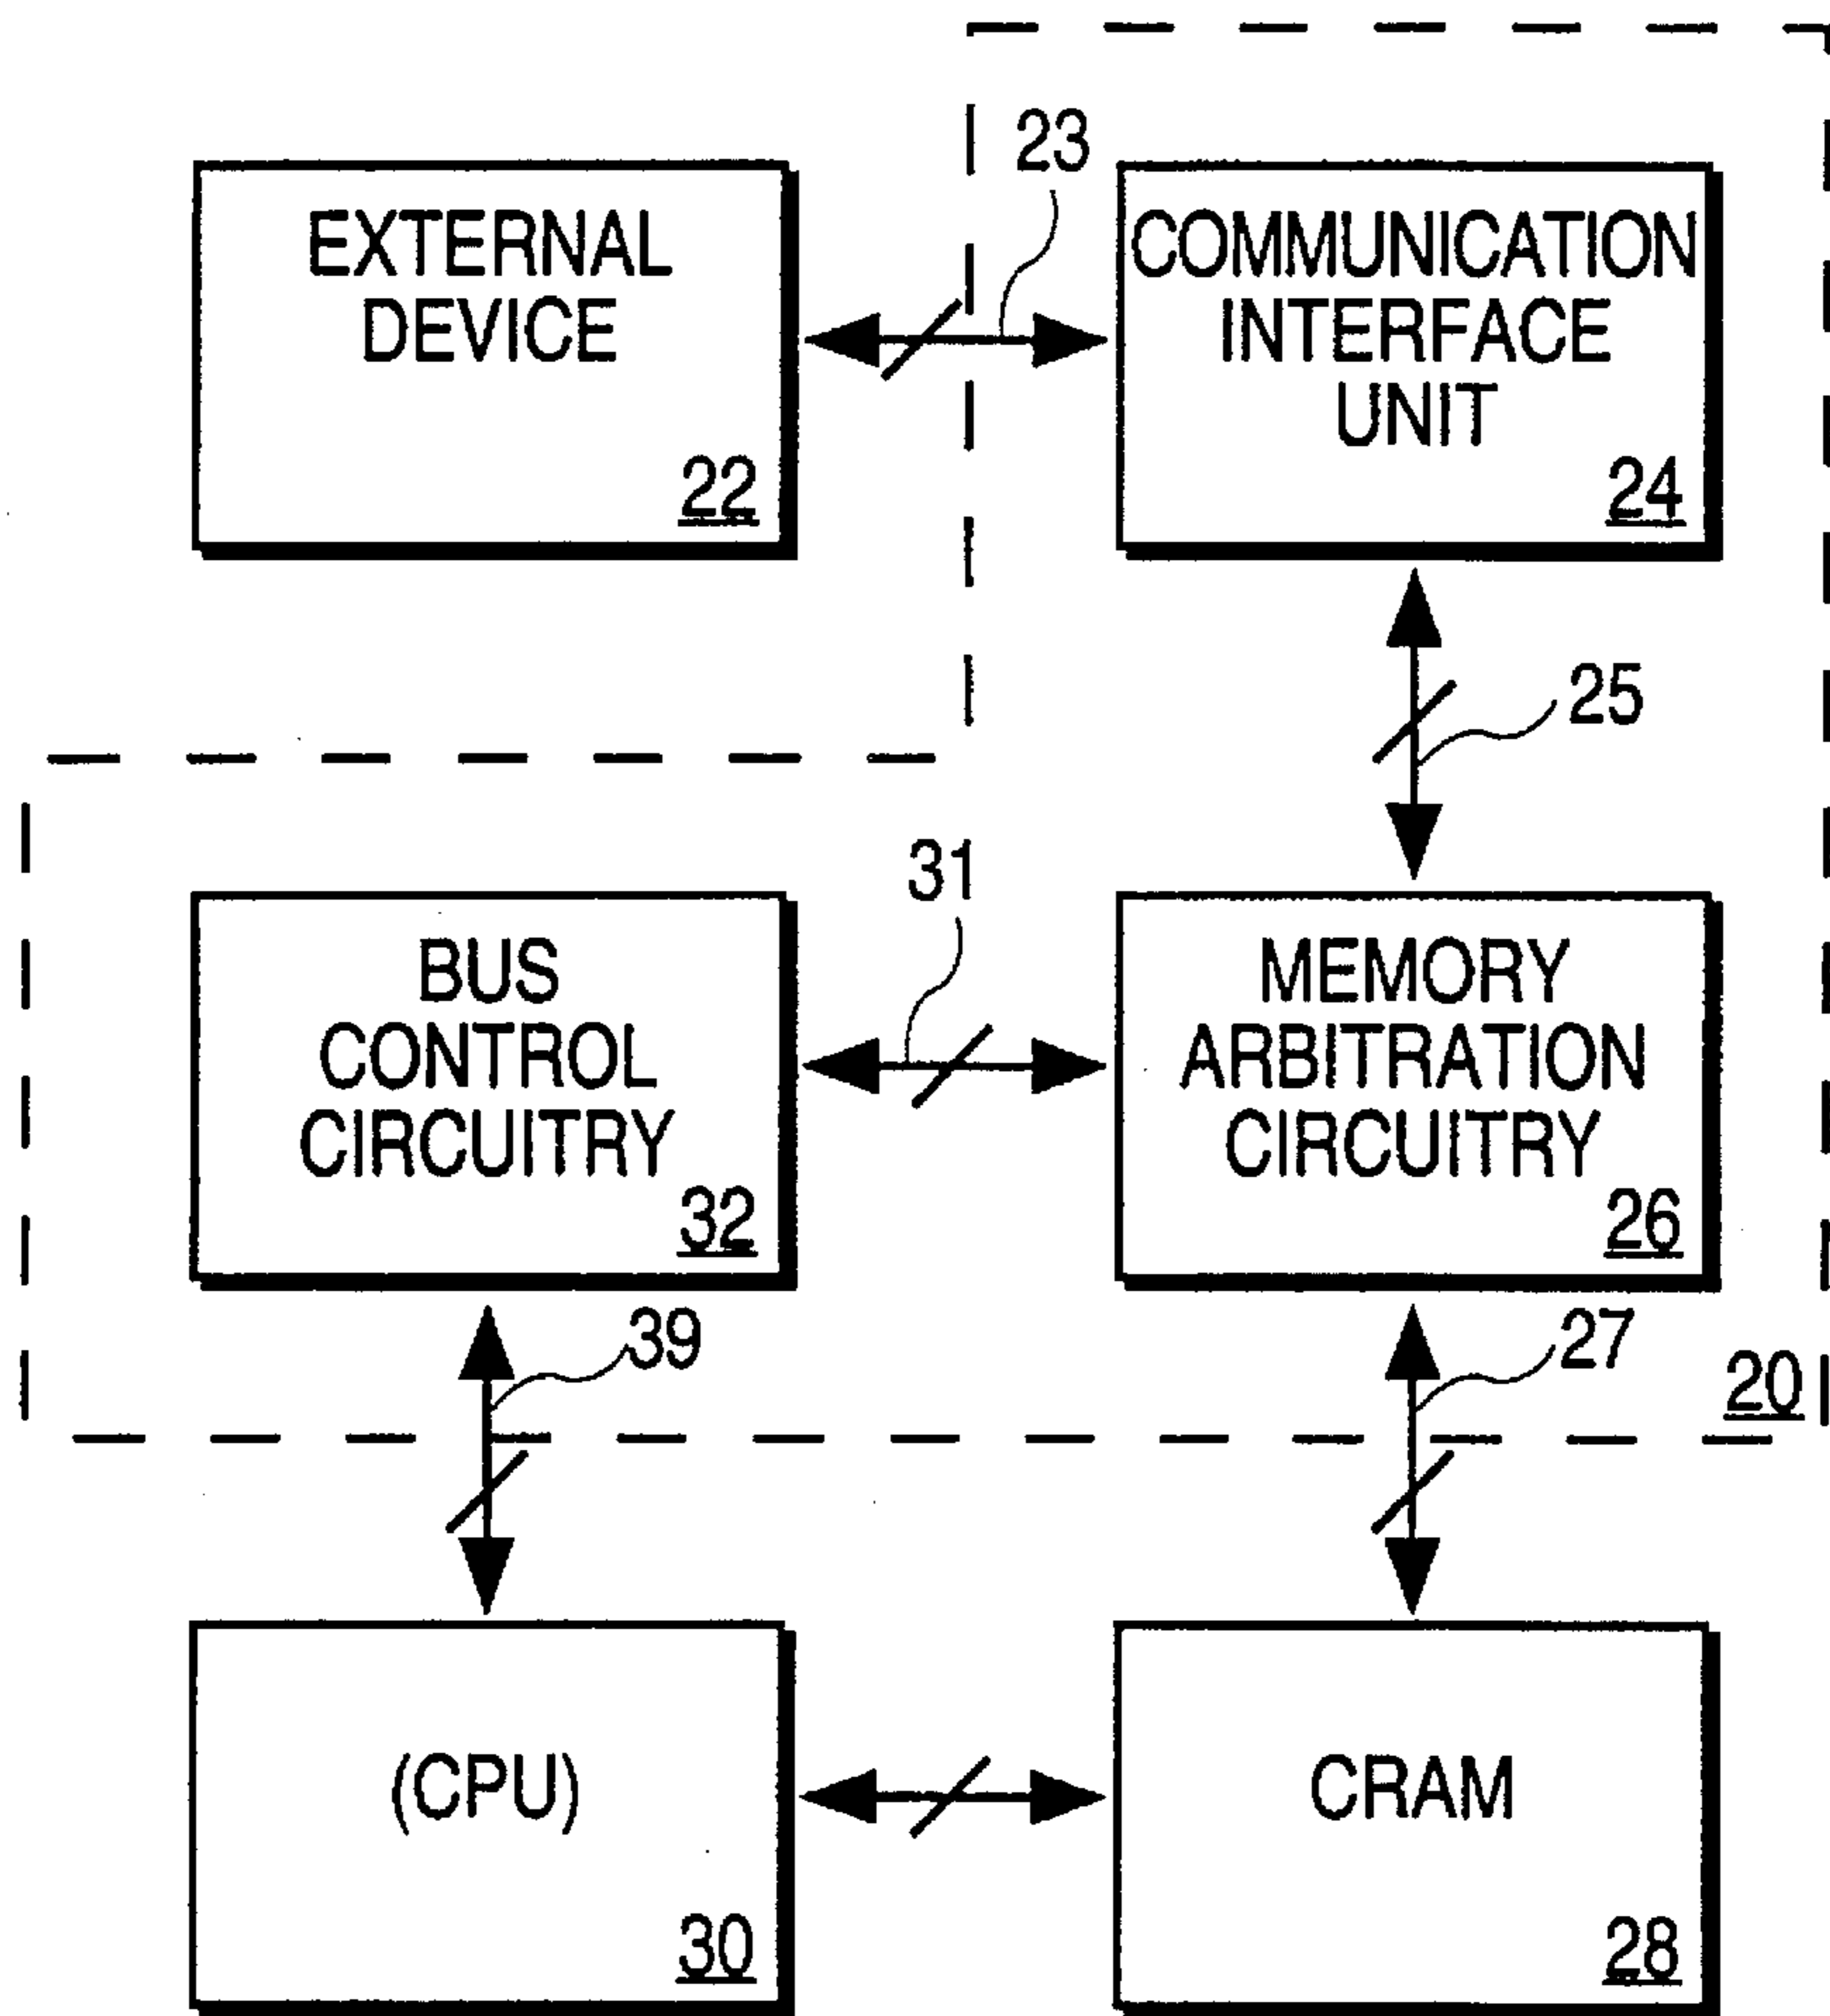 23
EXTERNAL
DEVICE
22
COMMUNICATION
INTERFACE
UNIT
24
25
31
BUS
CONTROL
CIRCUITRY
32
MEMORY
ARBITRATION
CIRCUITRY
26
39
27
20
(CPU)
30
CRAM
28